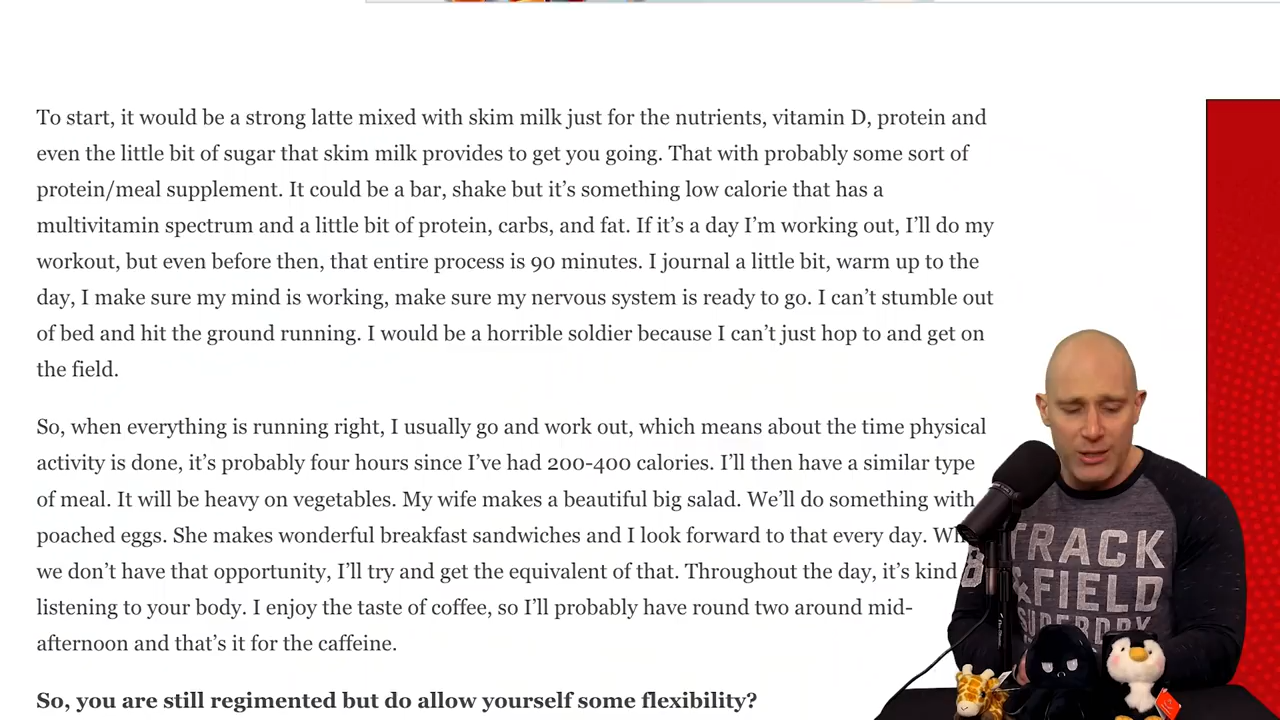 To start, it would be a strong latte mixed with skim milk just for the nutrients, vitamin D, protein and
even the little bit of sugar that skim milk provides to get you going. That with probably some sort of
protein/meal supplement. It could be a bar, shake but it’s something low calorie that has a
multivitamin spectrum and a little bit of protein, carbs, and fat. If it’s a day I’m working out, I’ll do my
workout, but even before then, that entire process is 90 minutes. I journal a little bit, warm up to the
day, I make sure my mind is working, make sure my nervous system is ready to go. I can’t stumble out
of bed and hit the ground running. I would be a horrible soldier because I can’t just hop to and get on
the field.
So, when everything is running right, I usually go and work out, which means about the time physical
activity is done, it’s probably four hours since I’ve had 200-400 calories. I’ll then have a similar type
of meal. It will be heavy on vegetables. My wife makes a beautiful big salad. We’ll do something with
poached eggs. She makes wonderful breakfast sandwiches and I look forward to that every day.
we don’t have that opportunity, I’ll try and get the equivalent of that. Throughout the day, it’s kind
listening to your body. I enjoy the taste of coffee, so I’ll probably have round two around mid-
afternoon and that’s it for the caffeine.
So, you are still regimented but do allow yourself some flexibility?
TRACK
&FIELD
SUPERDRY